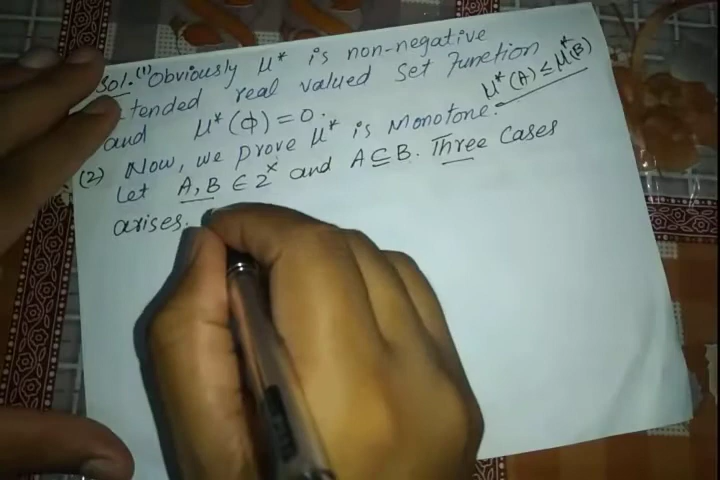 Sol. (1) Obviously μ* is non-negative
extended real valued Set Function
and μ*(ϕ) = 0.
(2) Now, we prove μ* is Monotone. μ*(A) ≤ μ*(B)
Let A, B ∈ 2^x and A ⊆ B. Three Cases
arises.